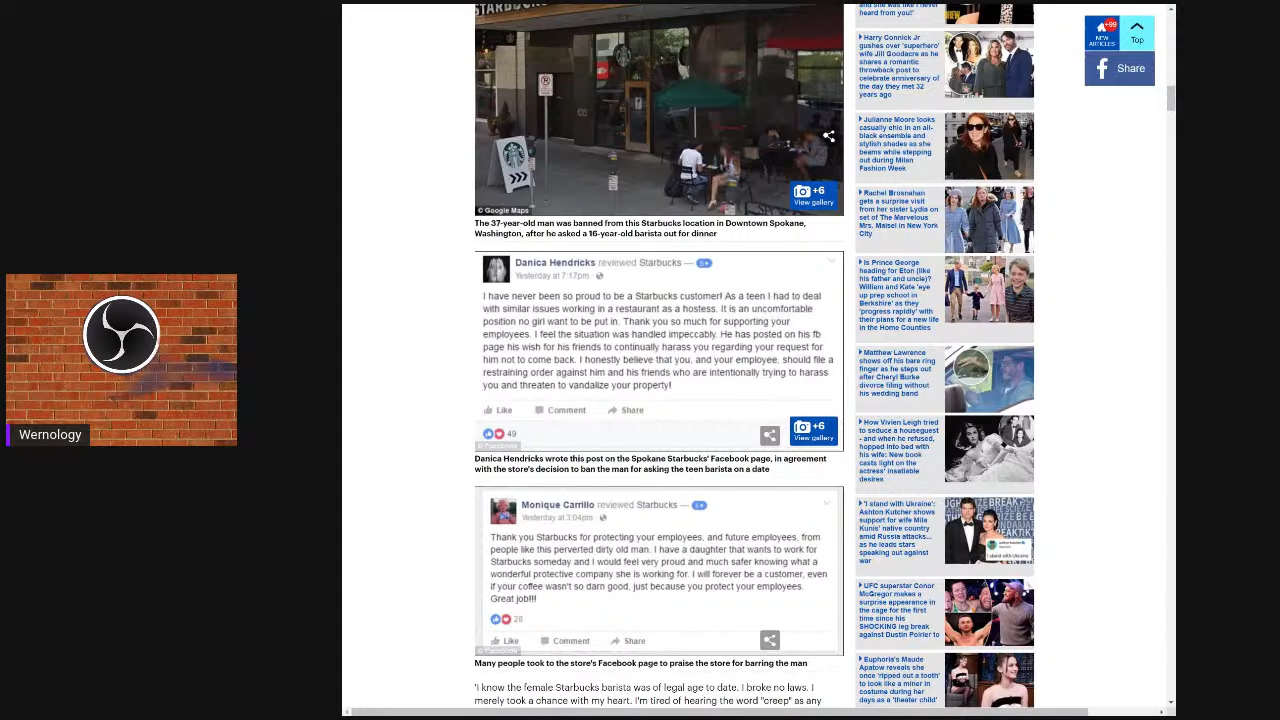 STARBUCKS
+6
View gallery
© Google Maps
The 37-year-old man was banned from this Starbucks location in Downtown Spokane,
Washington, after he asked a 16-year-old barista out for dinner
Danica Hendricks reviewed Starbucks — 5★
Yesterday at 7:17pm
I have never been so proud to be a Starbucks customer! As a teen I had to deal
with similar issues working in a restaurant as a hostess. It is an uncomfortable
position no girl want to be put in. Thank you so much for supporting your
employees. I feel the situation was handled impeccably. He has posted on his fb
page his wish for his friends to continually harass you regarding your request for
him not to come back. I honestly believe that you, and your employee, should file a
restraining order against him and his friends who are intentionally trying to harass
you and threaten to vandalize your property!
Like Comment Share
49
+6
View gallery
© Facebook
Danica Hendricks wrote this post on the Spokane Starbucks' Facebook page, in agreement
with the store's decision to ban the man for asking the teen barista on a date
Monique Carrillo reviewed Starbucks — 5★
Yesterday at 3:04pm
Thank you Starbucks for protecting your employees, and future employees, from
people like this perverted dirty old man. I have a daughter that wants to work for
Starbucks someday and I would feel very proud and much safer knowing what a
wonderful protective company she is working for. I will forever be a customer, even
if your coffee wasn't so darn good, just because you protect your employees.
Great job!!!
28
Like Comment Share
© Facebook
Many people took to the store's Facebook page to praise the store for barring the man
'I know the female Starbucks barista was of legal age to date. I broke no laws. I
merely took a chance with my heart. I'm tired of hearing the word "creep" as any
and she was like I never
heard from you!'
Harry Connick Jr
gushes over 'superhero'
wife Jill Goodacre as he
shares a romantic
throwback post to
celebrate anniversary of
the day they met 32
years ago
Julianne Moore looks
casually chic in an all-
black ensemble and
stylish shades as she
beams while stepping
out during Milan
Fashion Week
Rachel Brosnahan
gets a surprise visit
from her sister Lydia on
set of The Marvelous
Mrs. Maisel in New York
City
Is Prince George
heading for Eton (like
his father and uncle)?
William and Kate 'eye
up prep school in
Berkshire' as they
'progress rapidly' with
their plans for a new life
in the Home Counties
Matthew Lawrence
shows off his bare ring
finger as he steps out
after Cheryl Burke
divorce filing without
his wedding band
How Vivien Leigh tried
to seduce a houseguest
- and when he refused,
hopped into bed with
his wife: New book
casts light on the
actress' insatiable
desires
'I stand with Ukraine':
Ashton Kutcher shows
support for wife Mila
Kunis' native country
amid Russia attacks...
as he leads stars
speaking out against
war
I stand with Ukraine
UFC superstar Conor
McGregor makes a
surprise appearance in
the cage for the first
time since his
SHOCKING leg break
against Dustin Poirier to
Euphoria's Maude
Apatow reveals she
once 'ripped out a tooth'
to look like a miner in
costume during her
days as a 'theater child'
+99
NEW
ARTICLES
Top
Share
Wernology